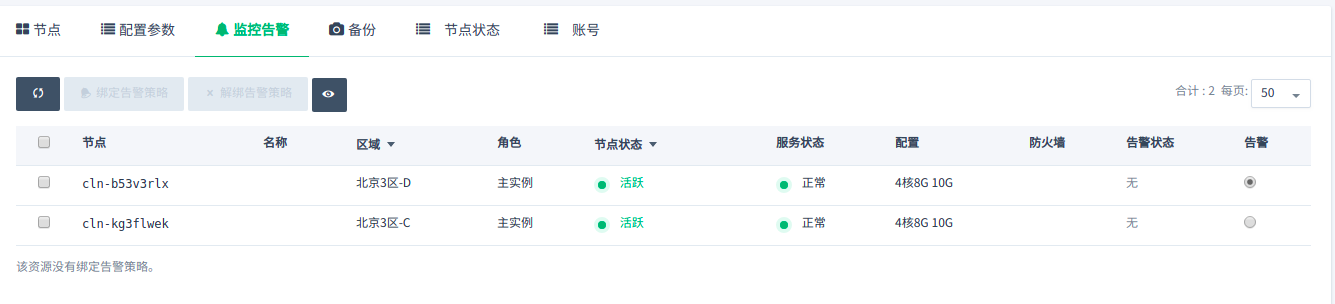 节点 配置参数 监控告警 备份 节点状态 账号
绑定告警策略 × 解绑告警策略 合计 : 2 每页: 50
节点 名称 区域 角色 节点状态 服务状态 配置 防火墙 告警状态 告警
cln-b53v3rlx 北京3区-D 主实例 活跃 正常 4核8G 10G 无
cln-kg3flwek 北京3区-C 主实例 活跃 正常 4核8G 10G 无
该资源没有绑定告警策略。